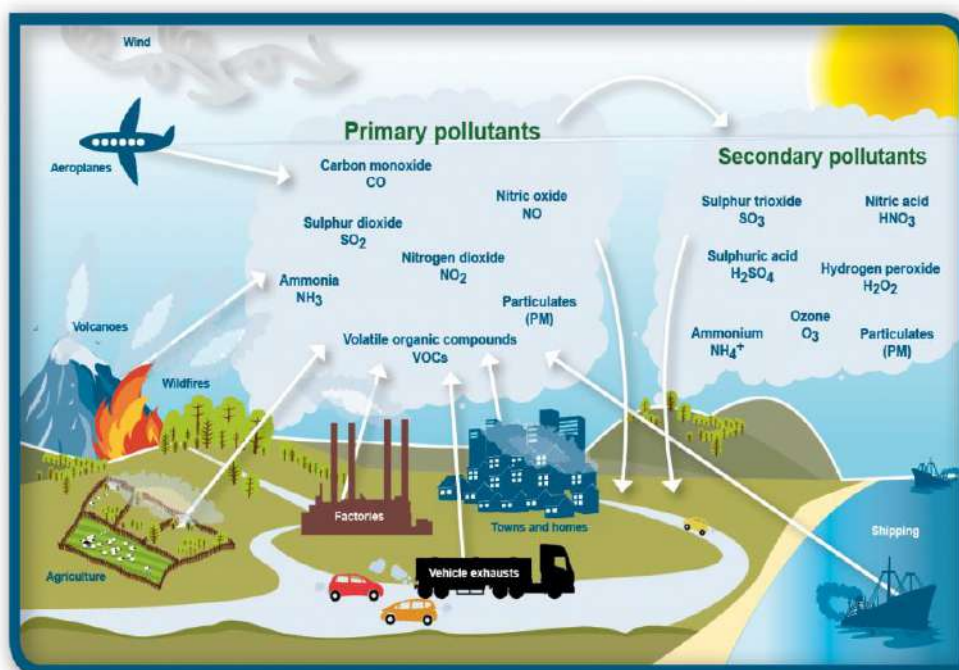 Wind
Aeroplanes
Primary pollutants
Carbon monoxide
CO
Nitric oxide
NO
Sulphur dioxide
SO₂
Nitrogen dioxide
NO₂
Ammonia
NH₃
Particulates
(PM)
Volatile organic compounds
VOCs
Secondary pollutants
Sulphur trioxide
SO₃
Nitric acid
HNO₃
Sulphuric acid
H₂SO₄
Hydrogen peroxide
H₂O₂
Ozone
O₃
Ammonium
NH₄⁺
Particulates
(PM)
Volcanoes
Wildfires
Factories
Towns and homes
Shipping
Agriculture
Vehicle exhausts